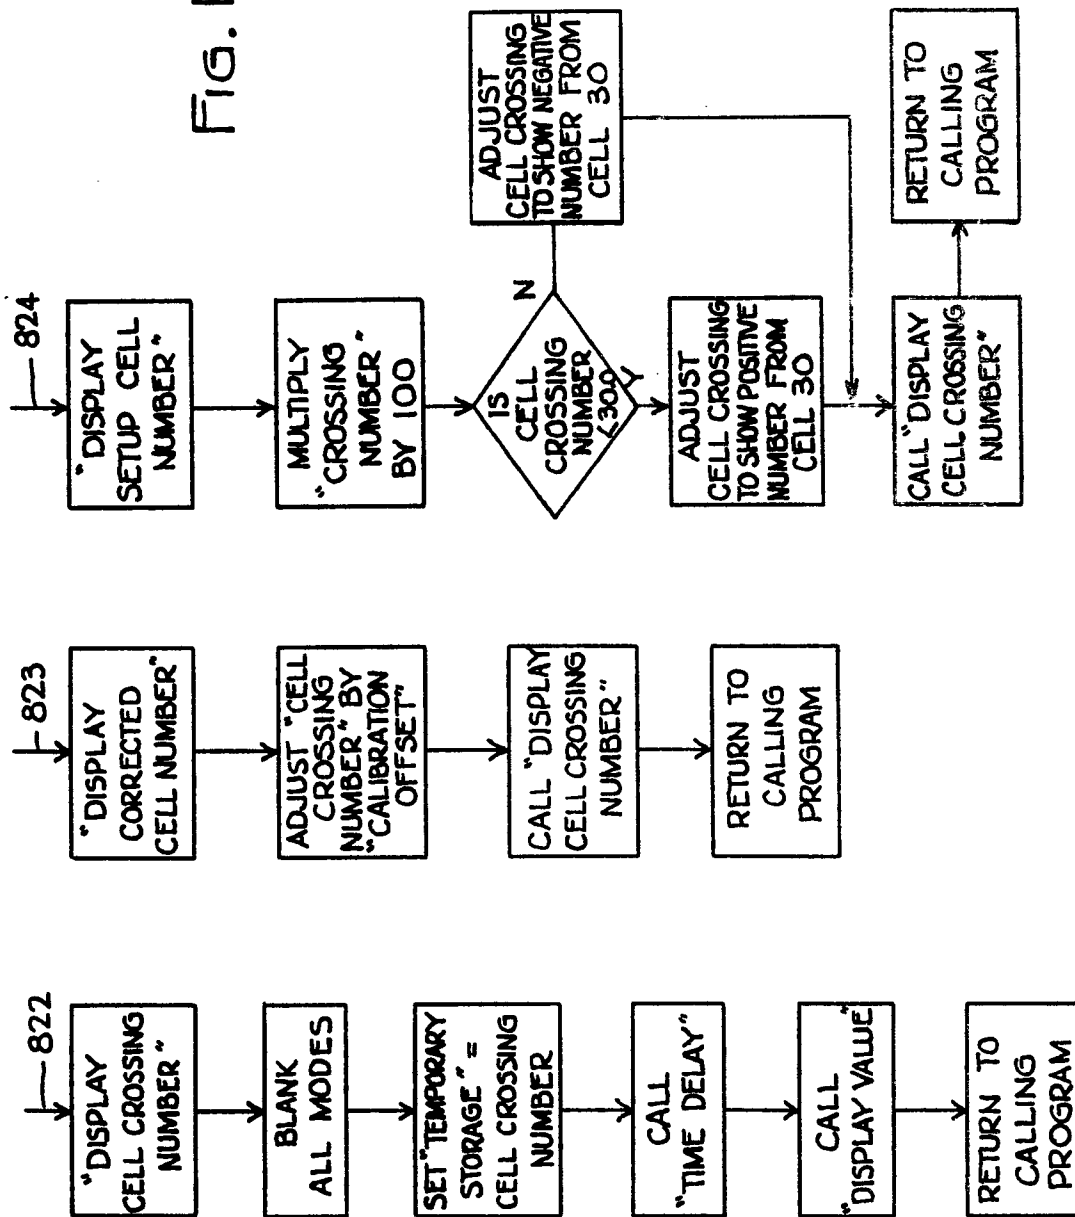 FIG.
822
"DISPLAY
CELL CROSSING
NUMBER"
BLANK
ALL MODES
SET "TEMPORARY
STORAGE" =
CELL CROSSING
NUMBER
CALL
"TIME DELAY"
CALL
"DISPLAY VALUE"
RETURN TO
CALLING
PROGRAM
823
"DISPLAY
CORRECTED
CELL NUMBER"
ADJUST "CELL
CROSSING
NUMBER" BY
"CALIBRATION
OFFSET"
CALL "DISPLAY
CELL CROSSING
NUMBER"
RETURN TO
CALLING
PROGRAM
824
"DISPLAY
SETUP CELL
NUMBER"
MULTIPLY
"CROSSING
NUMBER"
BY 100
IS
CELL
CROSSING
NUMBER
<30.0
N
Y
ADJUST
CELL CROSSING
TO SHOW NEGATIVE
NUMBER FROM
CELL 30
ADJUST
CELL CROSSING
TO SHOW POSITIVE
NUMBER FROM
CELL 30
CALL "DISPLAY
CELL CROSSING
NUMBER"
RETURN TO
CALLING
PROGRAM